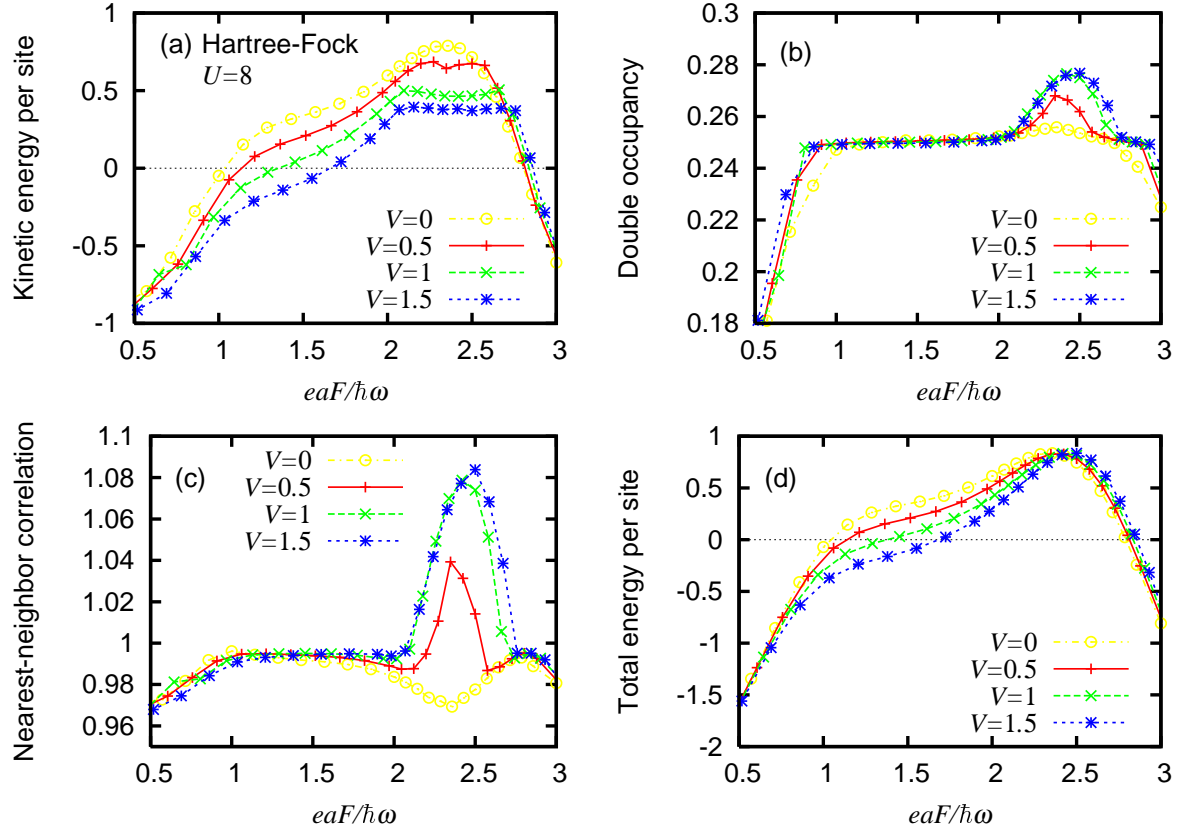 (a) Hartree-Fock
U=8
Kinetic energy per site
1
0.5
0
−0.5
−1
V=0
V=0.5
V=1
V=1.5
0.5 1 1.5 2 2.5 3
eaF/ħω
(b)
Double occupancy
0.3
0.28
0.26
0.24
0.22
0.2
0.18
V=0
V=0.5
V=1
V=1.5
0.5 1 1.5 2 2.5 3
eaF/ħω
(c)
Nearest-neighbor correlation
1.1
1.08
1.06
1.04
1.02
1
0.98
0.96
V=0
V=0.5
V=1
V=1.5
0.5 1 1.5 2 2.5 3
eaF/ħω
(d)
Total energy per site
1
0.5
0
-0.5
-1
-1.5
-2
V=0
V=0.5
V=1
V=1.5
0.5 1 1.5 2 2.5 3
eaF/ħω